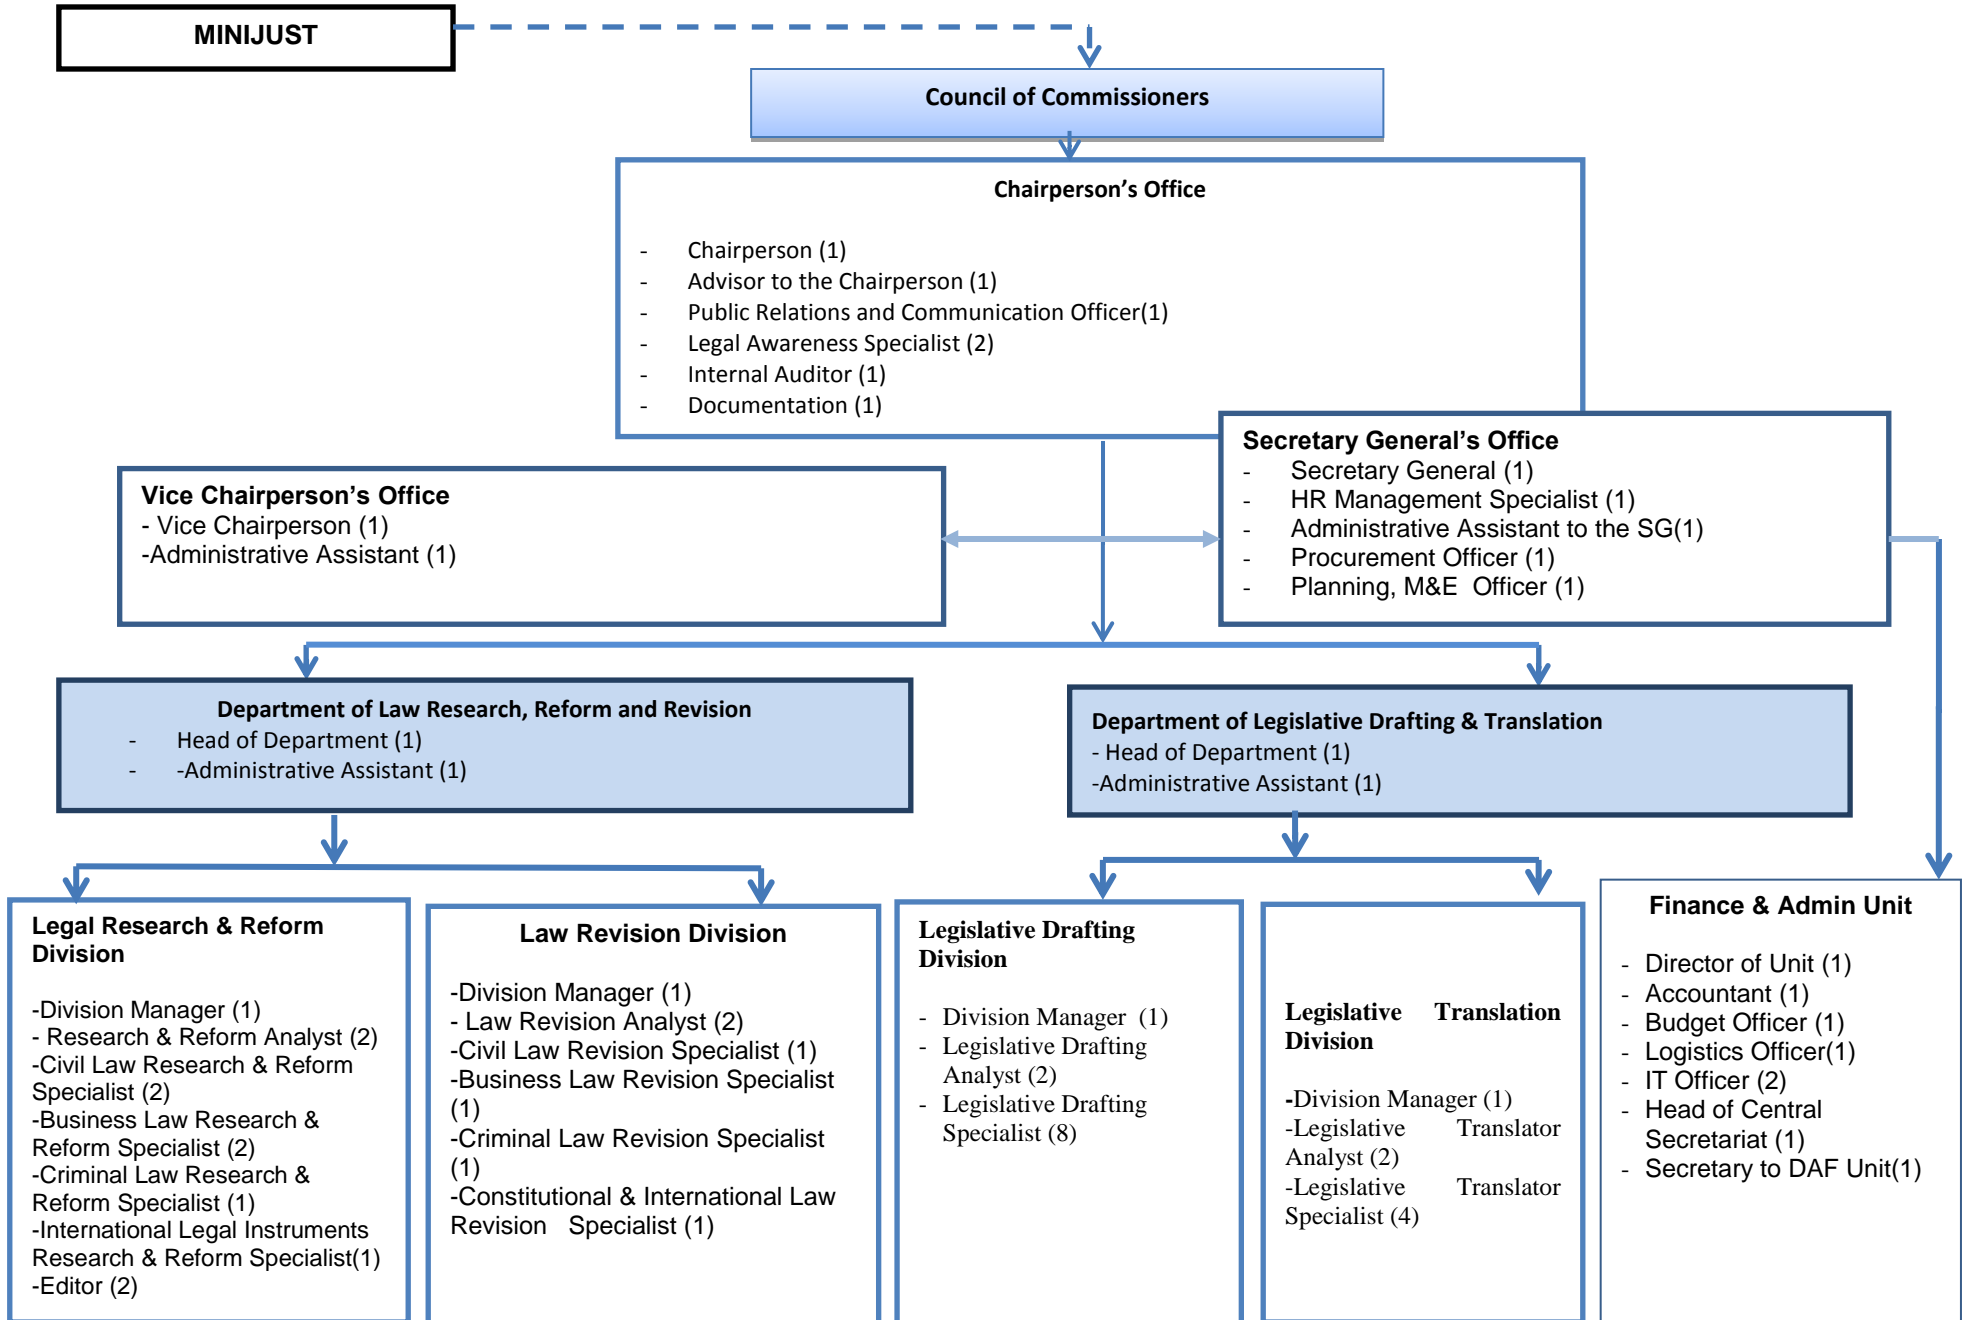 MINIJUST
Council of Commissioners
Chairperson’s Office
- Chairperson (1)
- Advisor to the Chairperson (1)
- Public Relations and Communication Officer(1)
- Legal Awareness Specialist (2)
- Internal Auditor (1)
- Documentation (1)
Secretary General’s Office
- Secretary General (1)
- HR Management Specialist (1)
- Administrative Assistant to the SG(1)
- Procurement Officer (1)
- Planning, M&E Officer (1)
Vice Chairperson’s Office
- Vice Chairperson (1)
-Administrative Assistant (1)
Department of Law Research, Reform and Revision
- Head of Department (1)
- -Administrative Assistant (1)
Department of Legislative Drafting & Translation
- Head of Department (1)
-Administrative Assistant (1)
Legal Research & Reform
Division
-Division Manager (1)
- Research & Reform Analyst (2)
-Civil Law Research & Reform
Specialist (2)
-Business Law Research &
Reform Specialist (2)
-Criminal Law Research &
Reform Specialist (1)
-International Legal Instruments
Research & Reform Specialist(1)
-Editor (2)
Law Revision Division
-Division Manager (1)
- Law Revision Analyst (2)
-Civil Law Revision Specialist (1)
-Business Law Revision Specialist
(1)
-Criminal Law Revision Specialist
(1)
-Constitutional & International Law
Revision Specialist (1)
Legislative Drafting
Division
- Division Manager (1)
- Legislative Drafting
Analyst (2)
- Legislative Drafting
Specialist (8)
Legislative Translation
Division
-Division Manager (1)
-Legislative Translator
Analyst (2)
-Legislative Translator
Specialist (4)
Finance & Admin Unit
- Director of Unit (1)
- Accountant (1)
- Budget Officer (1)
- Logistics Officer(1)
- IT Officer (2)
- Head of Central
Secretariat (1)
- Secretary to DAF Unit(1)